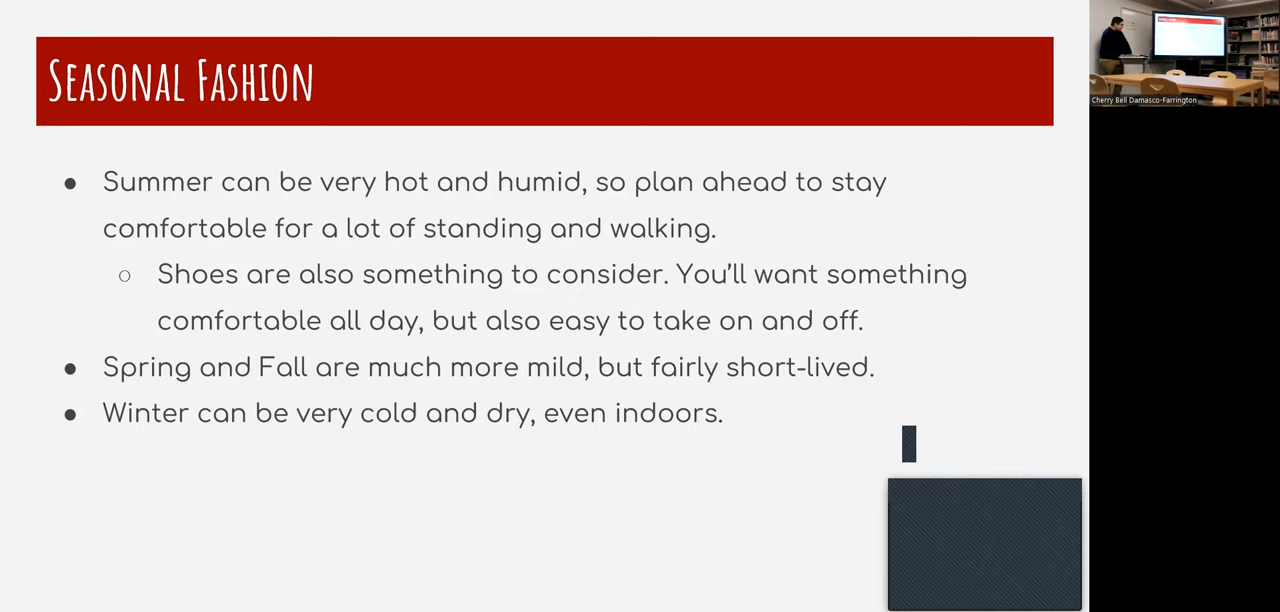 Seasonal Fashion
● Summer can be very hot and humid, so plan ahead to stay
comfortable for a lot of standing and walking.
○ Shoes are also something to consider. You’ll want something
comfortable all day, but also easy to take on and off.
● Spring and Fall are much more mild, but fairly short-lived.
● Winter can be very cold and dry, even indoors.
Cherry Bell Damasco-Farrington